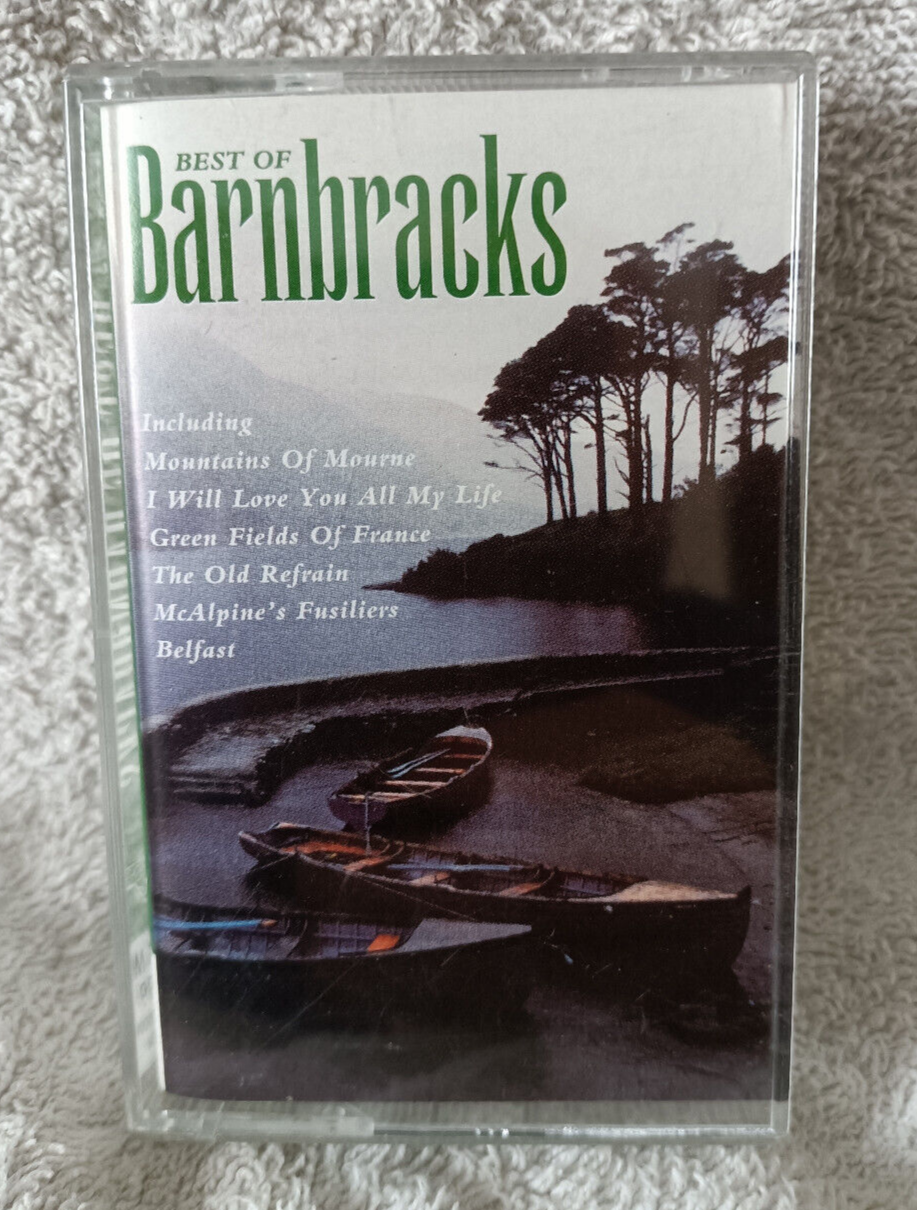 BEST OF
Barnbracks
Including
Mountains Of Mourne
I Will Love You All My Life
Green Fields Of France
The Old Refrain
McAlpine's Fusiliers
Belfast